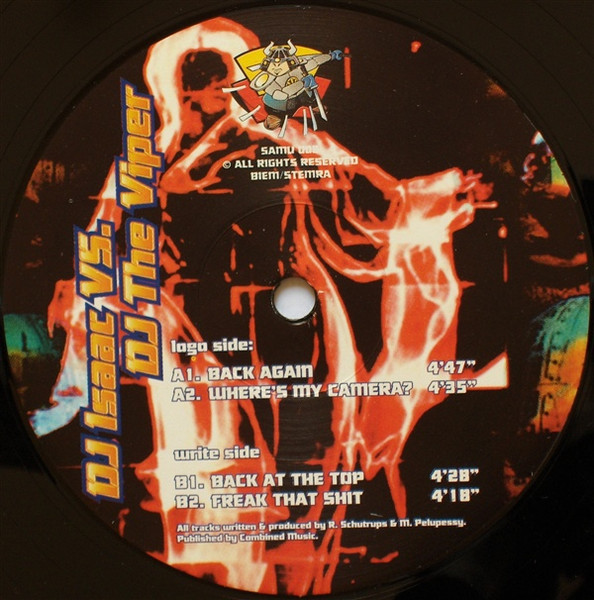 SAMU
© ALL RIGHTS RESERVED
BIEM/STEMRA
DJ Isaac vs.
DJ The Viper
logo side:
A1. BACK AGAIN 4'47"
A2. WHERE'S MY CAMERA? 4'35"
write side
B1. BACK AT THE TOP 4'28"
B2. FREAK THAT SHIT 4'18"
All tracks written & produced by R. Schutrups & M. Pelupessy.
Published by Combined Music.